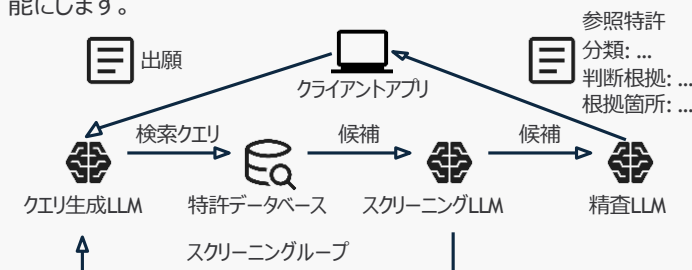 能にします。
参照特許
出願
分類: ...
判断根拠: ...
根拠箇所: ...
クライアントアプリ
検索クエリ
候補
候補
クエリ生成LLM
特許データベース
スクリーニングLLM
精査LLM
スクリーニングループ